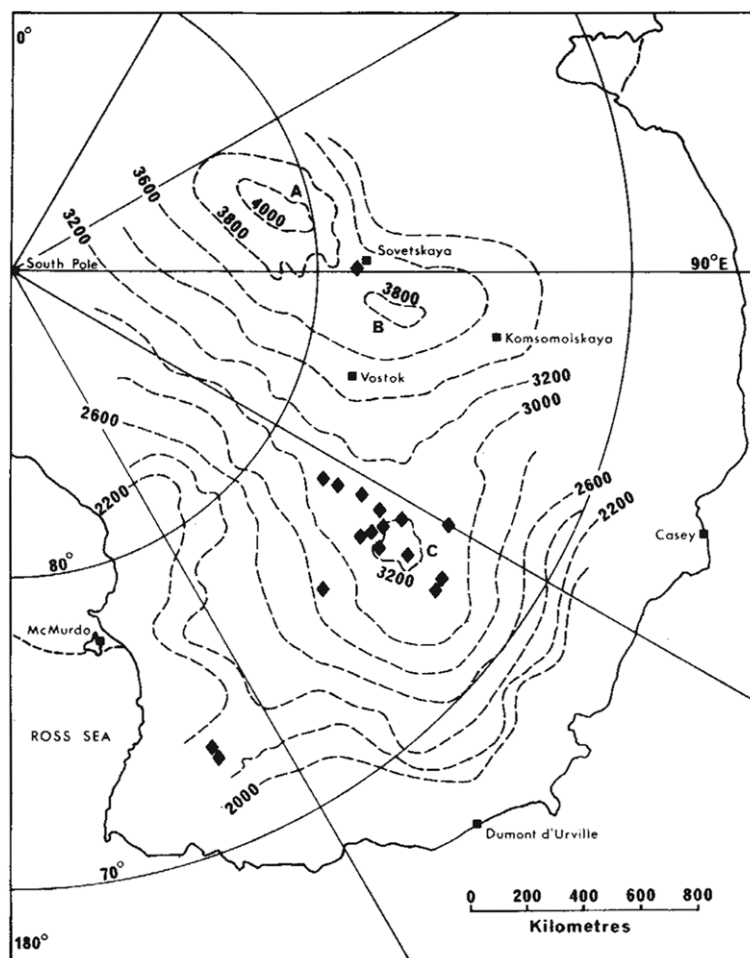 0°
3600
3200
A
4000
3800
Sovetskaya
South Pole
90°E
3800
B
Komsomolskaya
Vostok
3200
3000
2600
2200
2600
2200
Casey
C
3200
80°
McMurdo
ROSS SEA
2000
Dumont d'Urville
70°
0 200 400 600 800
Kilometres
180°